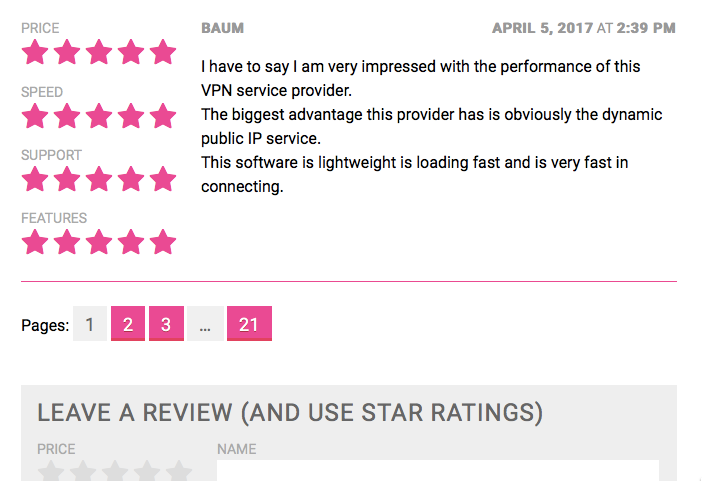 PRICE
BAUM
APRIL 5, 2017 AT 2:39 PM
I have to say I am very impressed with the performance of this
VPN service provider.
SPEED
The biggest advantage this provider has is obviously the dynamic
public IP service.
SUPPORT
This software is lightweight is loading fast and is very fast in
connecting.
FEATURES
Pages: 1 2 3 ... 21
LEAVE A REVIEW (AND USE STAR RATINGS)
PRICE
NAME